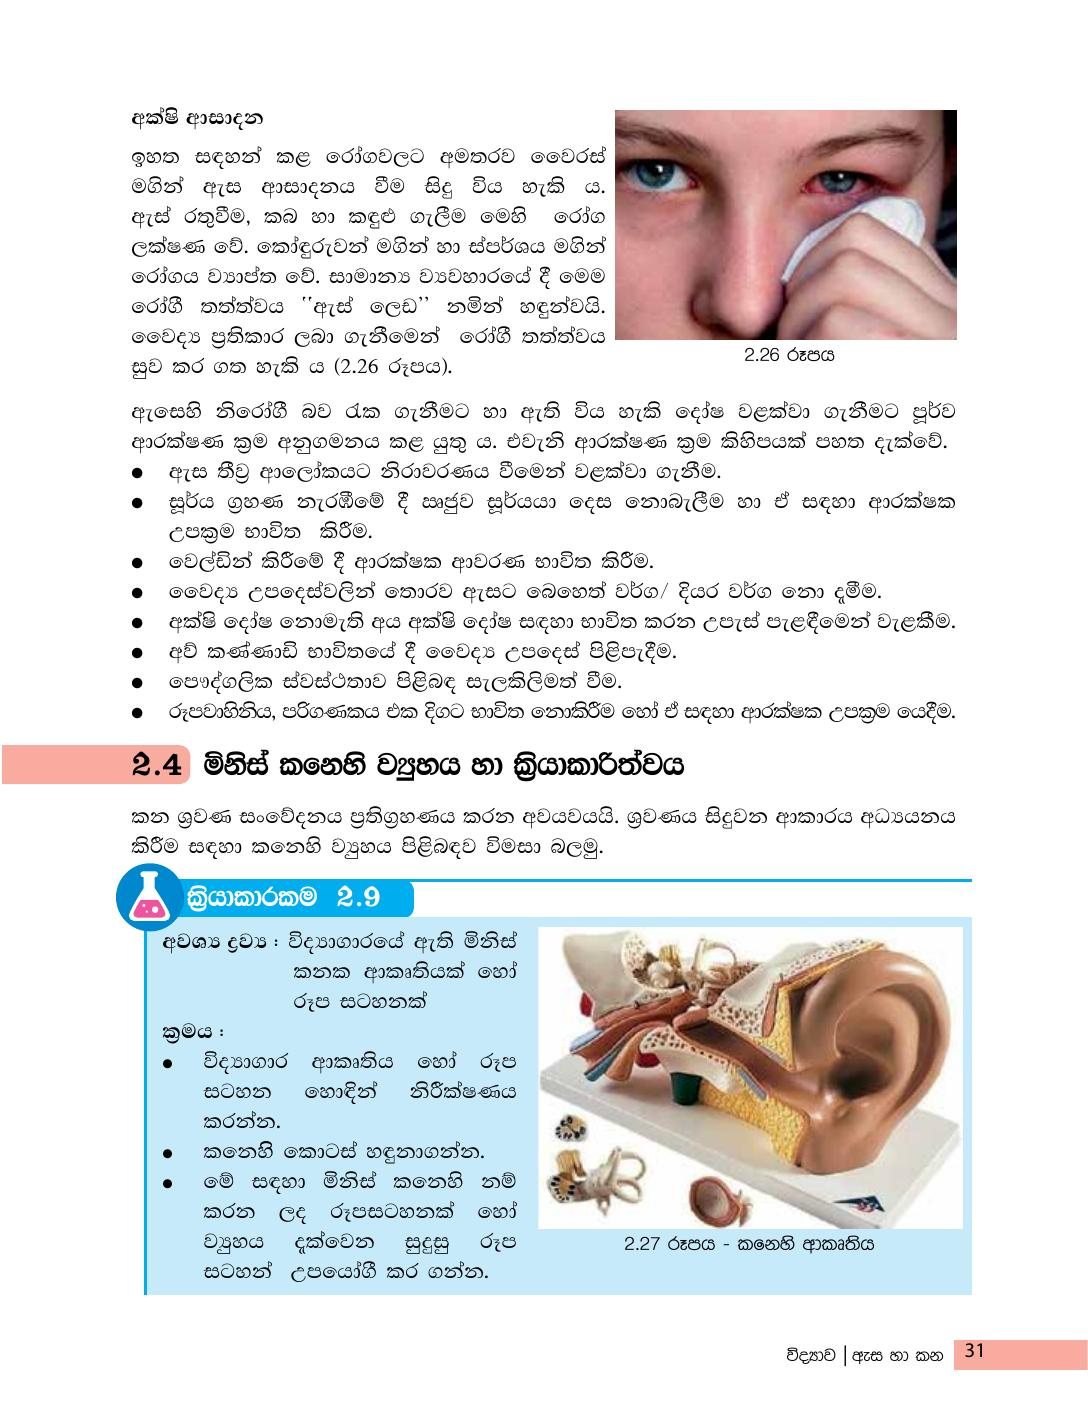 අක්ෂි ආසාදන
ඉහත සඳහන් කළ රෝගවලට අමතරව වෛරස්
මගින් ඇස ආසාදනය වීම සිදු විය හැකි ය.
ඇස් රතුවීම, කබ හා කඳුළු ගැලීම මෙහි රෝග
ලක්ෂණ වේ. කෝඳුරුවන් මගින් හා ස්පර්ශය මගින්
රෝගය ව්‍යාප්ත වේ. සාමාන්‍ය ව්‍යවහාරයේ දී මෙම
රෝගී තත්ත්වය ‘‘ඇස් ලෙඩ’’ නමින් හඳුන්වයි.
වෛද්‍ය ප්‍රතිකාර ලබා ගැනීමෙන් රෝගී තත්ත්වය
සුව කර ගත හැකි ය (2.26 රූපය).
2.26 රූපය
ඇසෙහි නිරෝගී බව රැක ගැනීමට හා ඇති විය හැකි දෝෂ වළක්වා ගැනීමට පූර්ව
ආරක්ෂණ ක්‍රම අනුගමනය කළ යුතු ය. එවැනි ආරක්ෂණ ක්‍රම කිහිපයක් පහත දැක්වේ.
● ඇස තීව්‍ර ආලෝකයට නිරාවරණය වීමෙන් වළක්වා ගැනීම.
● සූර්ය ග්‍රහණ නැරඹීමේ දී ඍජුව සූර්යයා දෙස නොබැලීම හා ඒ සඳහා ආරක්ෂක
උපක්‍රම භාවිත කිරීම.
● වෙල්ඩින් කිරීමේ දී ආරක්ෂක ආවරණ භාවිත කිරීම.
● වෛද්‍ය උපදෙස්වලින් තොරව ඇසට බෙහෙත් වර්ග/ දියර වර්ග නො දැමීම.
● අක්ෂි දෝෂ නොමැති අය අක්ෂි දෝෂ සඳහා භාවිත කරන උපැස් පැළඳීමෙන් වැළකීම.
● අව් කණ්ණාඩි භාවිතයේ දී වෛද්‍ය උපදෙස් පිළිපැදීම.
● පෞද්ගලික ස්වස්ථතාව පිළිබඳ සැලකිලිමත් වීම.
● රූපවාහිනිය, පරිගණකය එක දිගට භාවිත නොකිරීම හෝ ඒ සඳහා ආරක්ෂක උපක්‍රම යෙදීම.
2.4 මිනිස් කනෙහි ව්‍යුහය හා ක්‍රියාකාරිත්වය
කන ශ්‍රවණ සංවේදනය ප්‍රතිග්‍රහණය කරන අවයවයයි. ශ්‍රවණය සිදුවන ආකාරය අධ්‍යයනය
කිරීම සඳහා කනෙහි ව්‍යුහය පිළිබඳව විමසා බලමු.
ක්‍රියාකාරකම 2.9
අවශ්‍ය ද්‍රව්‍ය : විද්‍යාගාරයේ ඇති මිනිස්
කනක ආකෘතියක් හෝ
රූප සටහනක්
ක්‍රමය :
● විද්‍යාගාර ආකෘතිය හෝ රූප
සටහන හොඳින් නිරීක්ෂණය
කරන්න.
● කනෙහි කොටස් හඳුනාගන්න.
● මේ සඳහා මිනිස් කනෙහි නම්
කරන ලද රූපසටහනක් හෝ
ව්‍යුහය දැක්වෙන සුදුසු රූප
සටහන් උපයෝගී කර ගන්න.
2.27 රූපය - කනෙහි ආකෘතිය
විද්‍යාව | ඇස හා කන 31